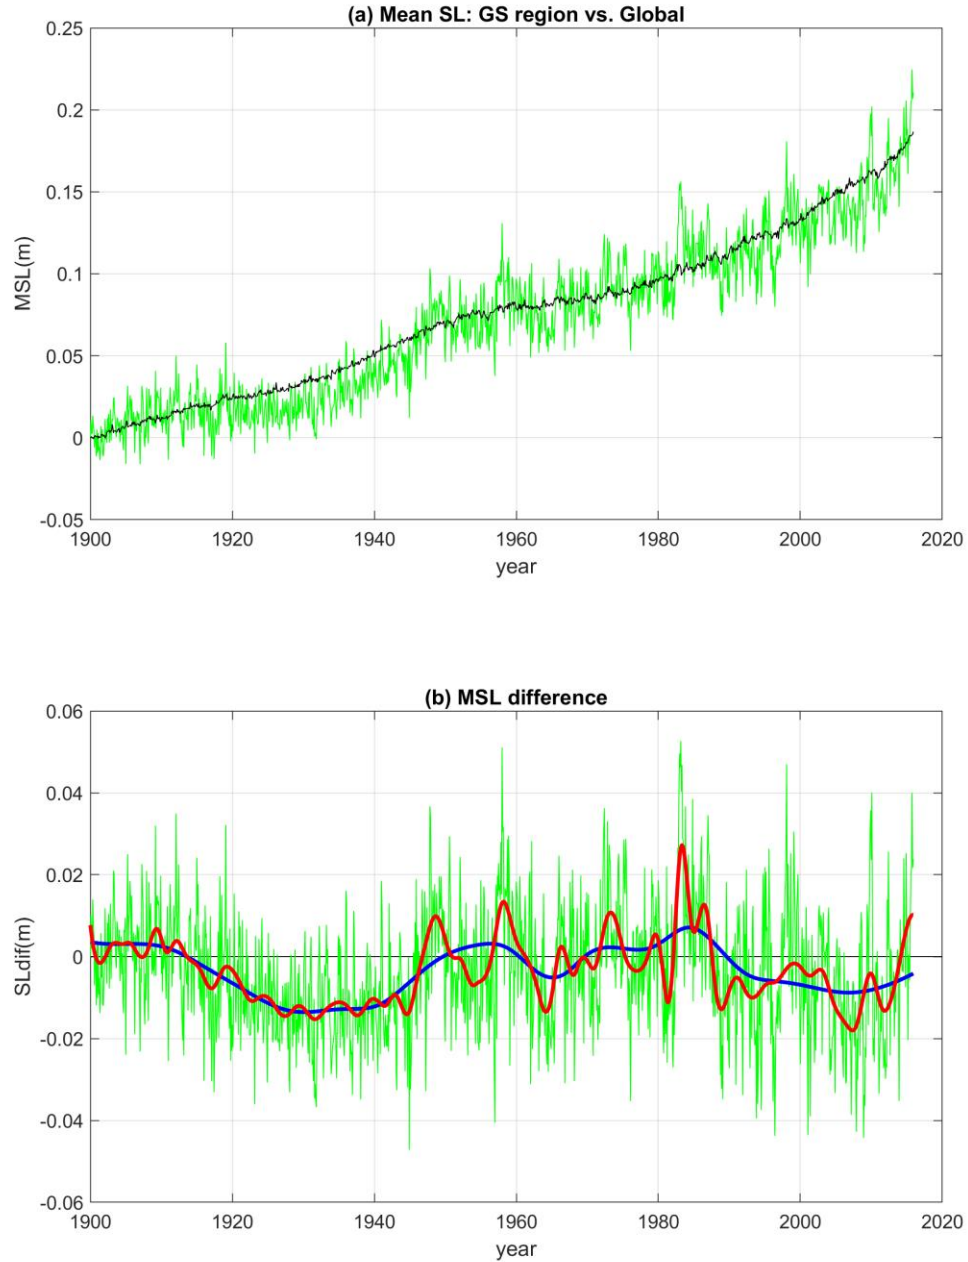 (a) Mean SL: GS region vs. Global
0.25
0.2
0.15
0.1
0.05
0
-0.05
MSL(m)
1900 1920 1940 1960 1980 2000 2020
year
(b) MSL difference
0.06
0.04
0.02
0
-0.02
-0.04
-0.06
SLdif(m)
1900 1920 1940 1960 1980 2000 2020
year